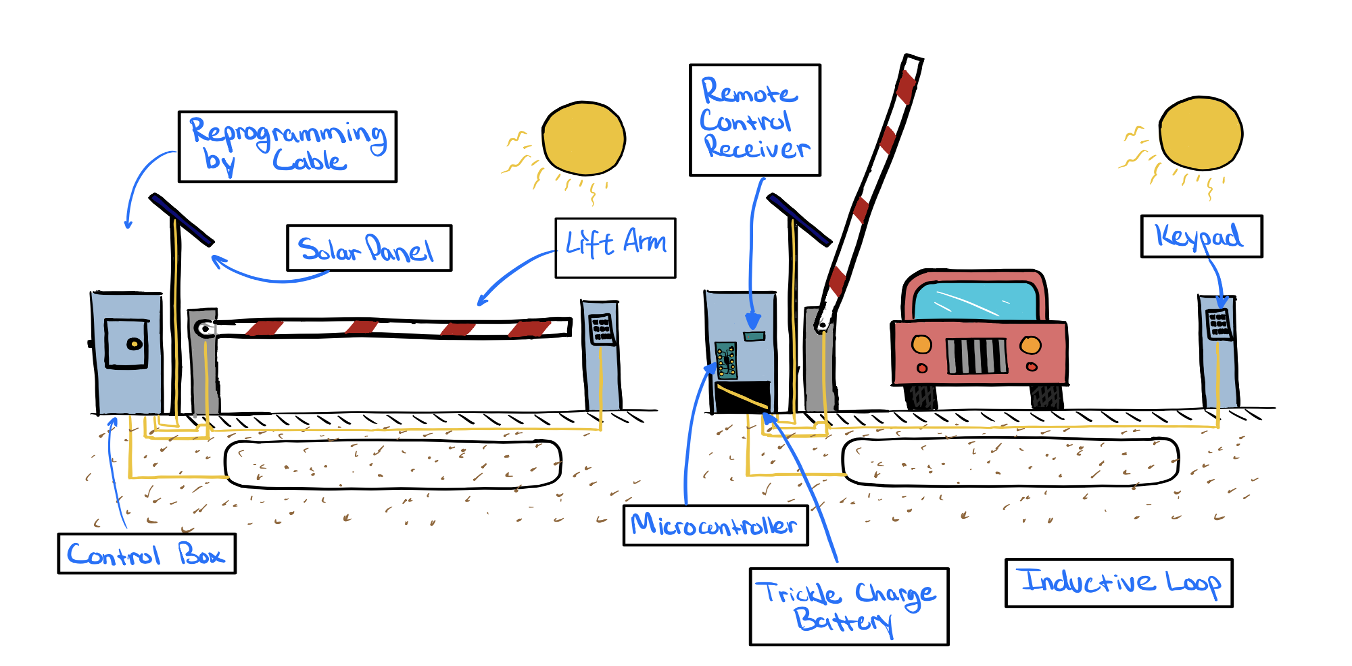 Reprogramming
by Cable
Solar Panel
Lift Arm
Remote
Control
Receiver
Keypad
Control Box
Microcontroller
Trickle Charge
Battery
Inductive Loop